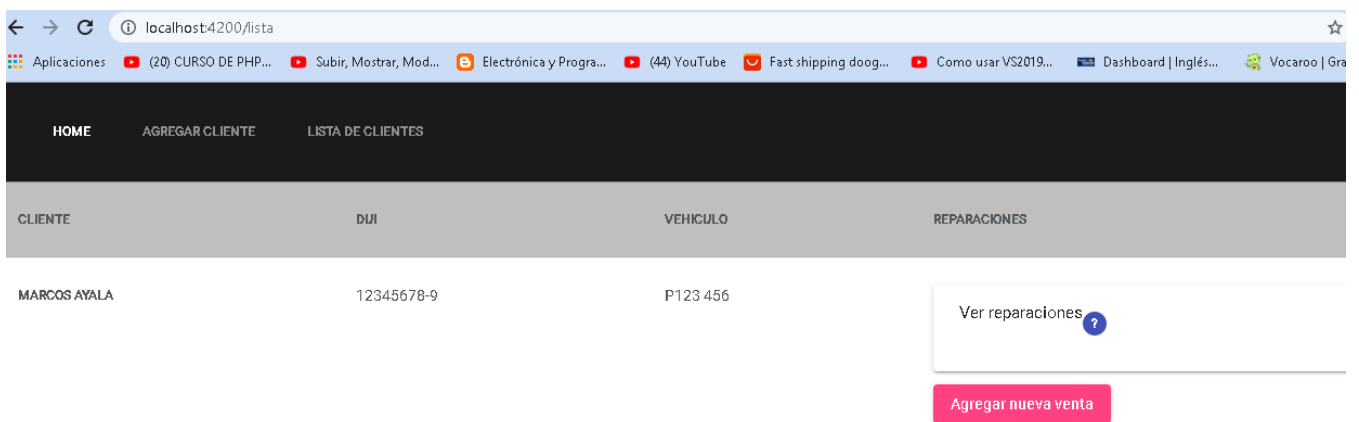 localhost:4200/lista
Aplicaciones (20) CURSO DE PHP... Subir, Mostrar, Mod... Electrónica y Progra... (44) YouTube Fast shipping doog... Como usar VS2019... Dashboard | Inglés... Vocaroo | Gra
HOME AGREGAR CLIENTE LISTA DE CLIENTES
CLIENTE DUI VEHICULO REPARACIONES
MARCOS AYALA 12345678-9 P123 456 Ver reparaciones ?
Agregar nueva venta